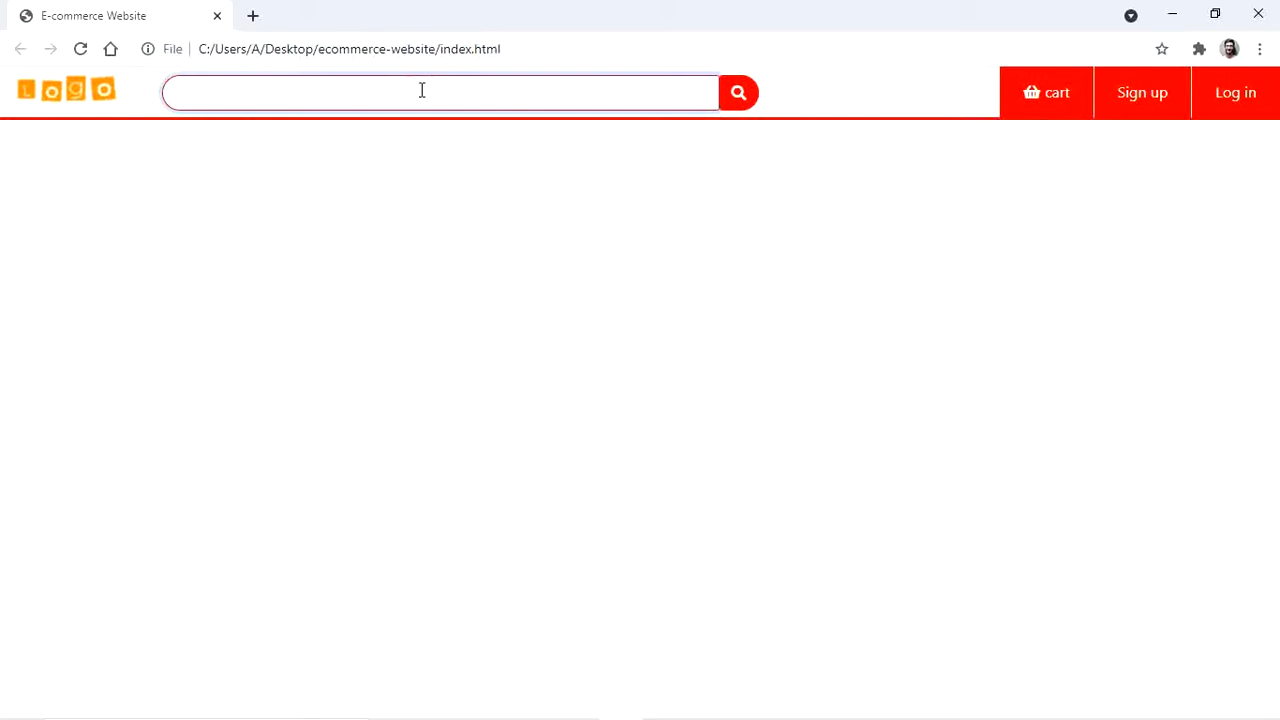 E-commerce Website
File C:/Users/A/Desktop/ecommerce-website/index.html
Logo
cart Sign up Log in